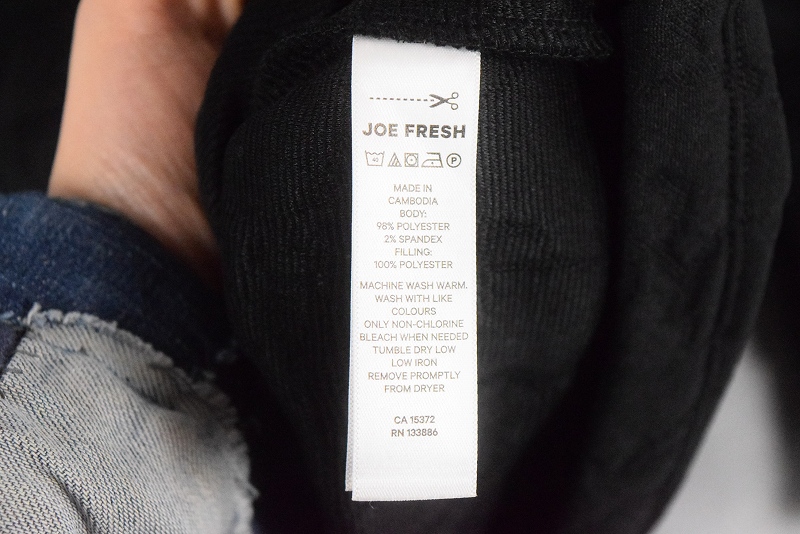 JOE FRESH
40
P
MADE IN
CAMBODIA
BODY:
98% POLYESTER
2% SPANDEX
FILLING:
100% POLYESTER
MACHINE WASH WARM.
WASH WITH LIKE
COLOURS
ONLY NON-CHLORINE
BLEACH WHEN NEEDED
TUMBLE DRY LOW
LOW IRON
REMOVE PROMPTLY
FROM DRYER
CA 15372
RN 133886